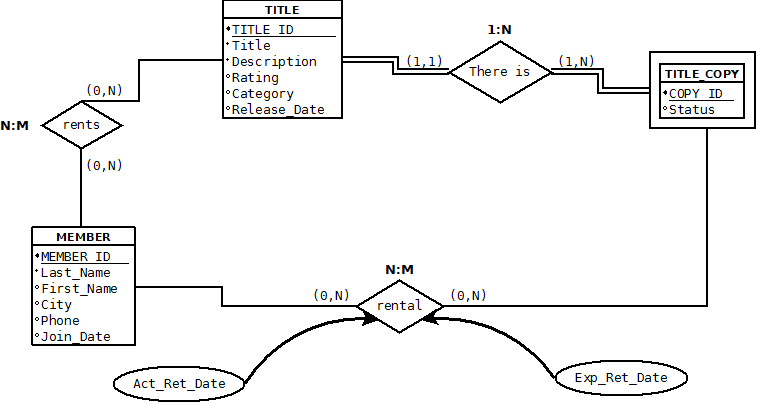 TITLE
TITLE_ID
Title
Description
Rating
Category
Release_Date
(1,1)
1:N
There is
(1,N)
TITLE_COPY
COPY_ID
Status
(0,N)
N:M
rents
(0,N)
MEMBER
MEMBER_ID
Last_Name
First_Name
City
Phone
Join_Date
(0,N)
N:M
rental
(0,N)
Act_Ret_Date
Exp_Ret_Date